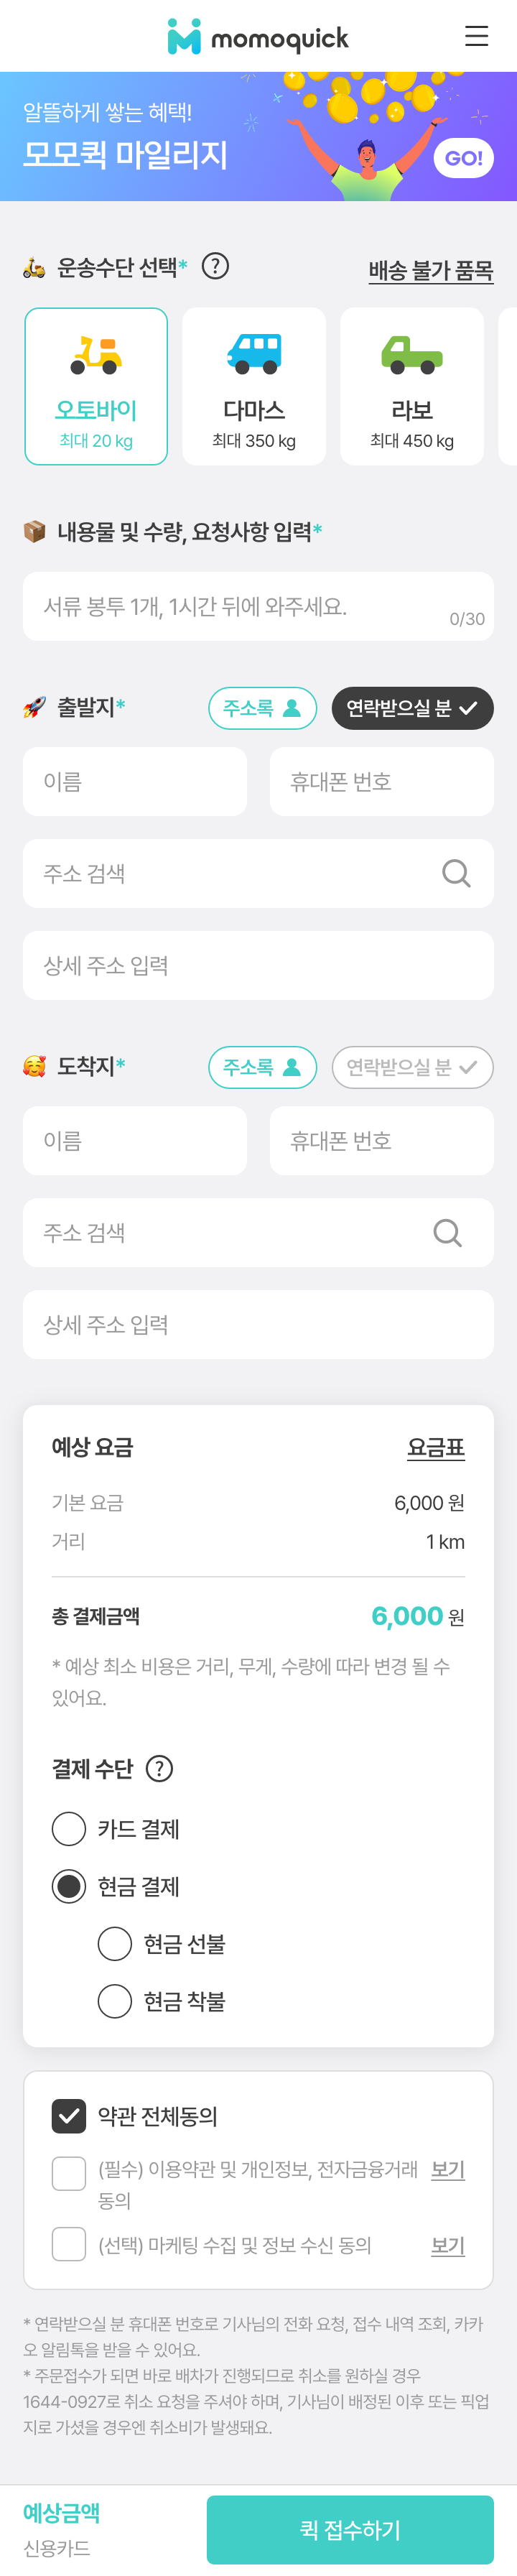 momoquick
알뜰하게 쌓는 혜택!
모모퀵 마일리지
GO!
운송수단 선택* ?
배송 불가 품목
오토바이
최대 20 kg
다마스
최대 350 kg
라보
최대 450 kg
내용물 및 수량, 요청사항 입력*
서류 봉투 1개, 1시간 뒤에 와주세요.
0/30
출발지*
주소록
연락받으실 분
이름
휴대폰 번호
주소 검색
상세 주소 입력
도착지*
주소록
연락받으실 분
이름
휴대폰 번호
주소 검색
상세 주소 입력
예상 요금
요금표
기본 요금
6,000 원
거리
1 km
총 결제금액
6,000 원
* 예상 최소 비용은 거리, 무게, 수량에 따라 변경 될 수
있어요.
결제 수단 ?
카드 결제
현금 결제
현금 선불
현금 착불
약관 전체동의
(필수) 이용약관 및 개인정보, 전자금융거래
동의
보기
(선택) 마케팅 수집 및 정보 수신 동의
보기
* 연락받으실 분 휴대폰 번호로 기사님의 전화 요청, 접수 내역 조회, 카카
오 알림톡을 받을 수 있어요.
* 주문접수가 되면 바로 배차가 진행되므로 취소를 원하실 경우
1644-0927로 취소 요청을 주셔야 하며, 기사님이 배정된 이후 또는 픽업
지로 가셨을 경우엔 취소비가 발생돼요.
예상금액
신용카드
퀵 접수하기